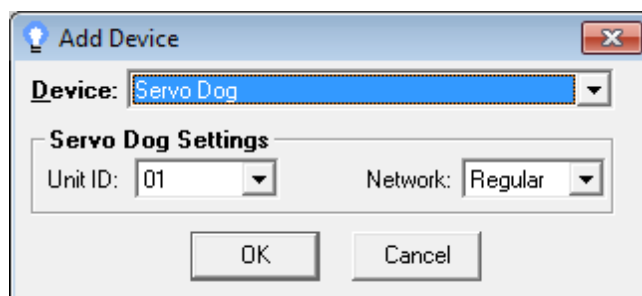 Add Device
Device: Servo Dog
Servo Dog Settings
Unit ID: 01 Network: Regular
OK Cancel